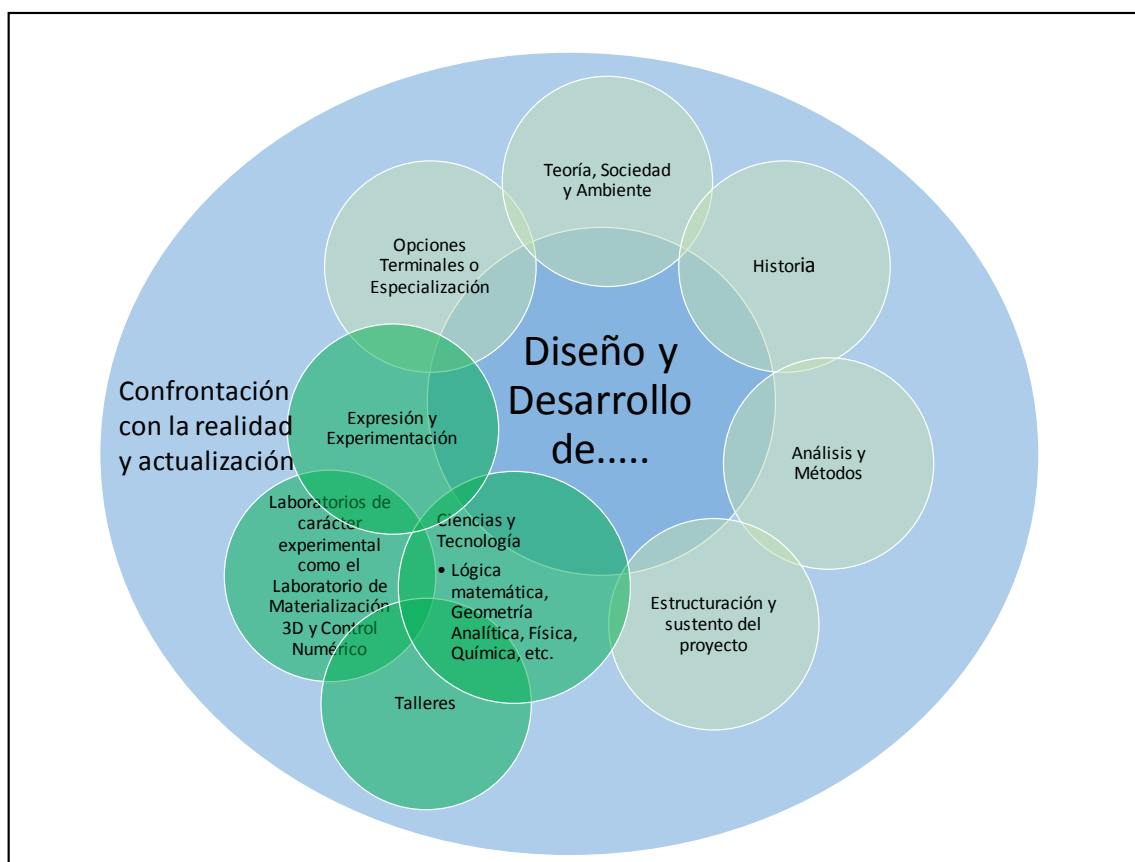 Teoría, Sociedad
y Ambiente
Opciones
Terminales o
Especialización
Historia
Diseño y
Desarrollo
de.....
Confrontación
con la realidad
y actualización
Expresión y
Experimentación
Análisis y
Métodos
Laboratorios de
carácter
experimental
como el
Laboratorio de
Materialización
3D y Control
Numérico
Ciencias y
Tecnología
• Lógica
matemática,
Geometría
Analítica, Física,
Química, etc.
Estructuración y
sustento del
proyecto
Talleres